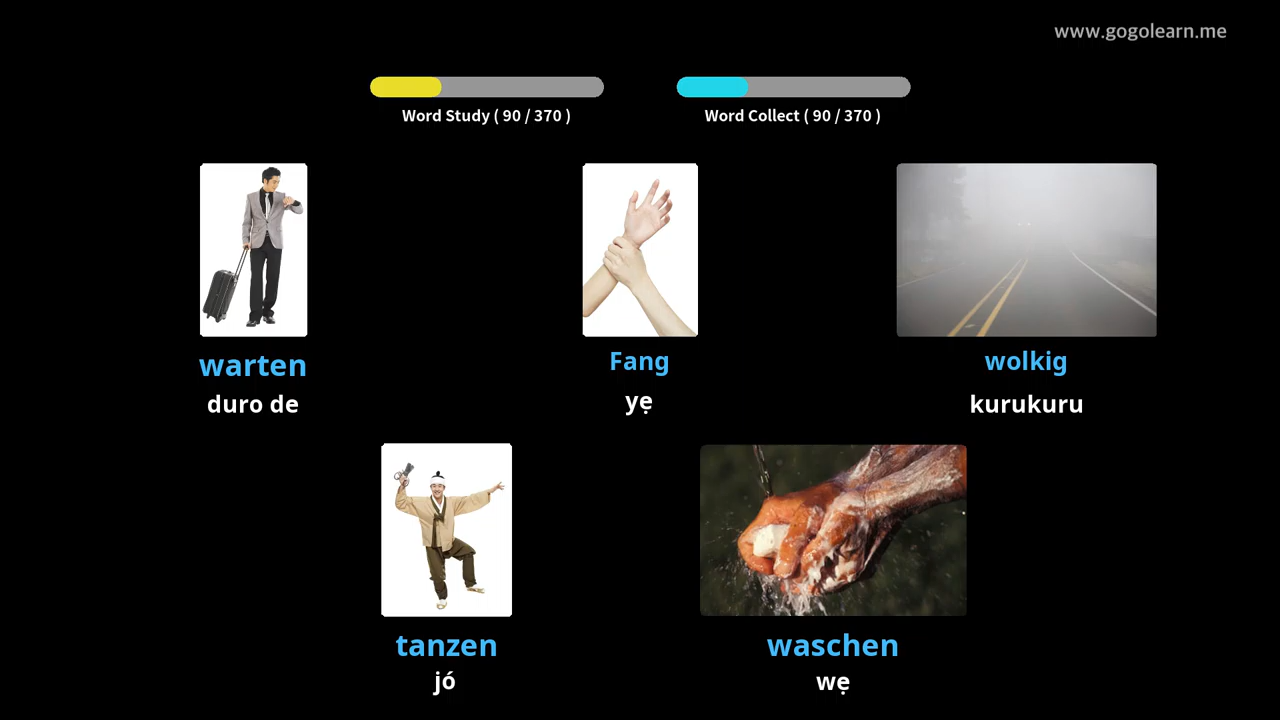 www.gogolearn.me
Word Study ( 90 / 370 )
Word Collect ( 90 / 370 )
warten
duro de
Fang
yẹ
wolkig
kurukuru
tanzen
jó
waschen
wẹ